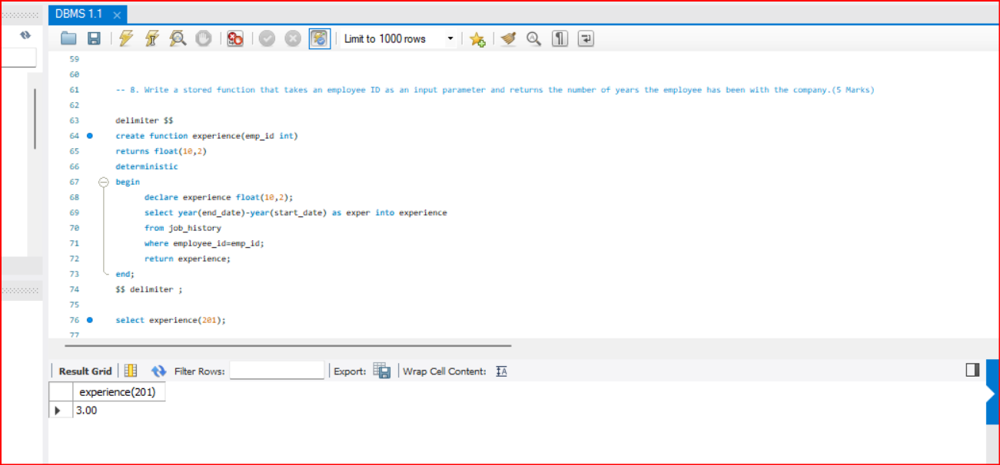 DBMS 1.1
Limit to 1000 rows
59
60
61 -- 8. Write a stored function that takes an employee ID as an input parameter and returns the number of years the employee has been with the company.(5 Marks)
62
63 delimiter $$
64 create function experience(emp_id int)
65 returns float(10,2)
66 deterministic
67 begin
68 declare experience float(10,2);
69 select year(end_date)-year(start_date) as exper into experience
70 from job_history
71 where employee_id=emp_id;
72 return experience;
73 end;
74 $$ delimiter ;
75
76 select experience(201);
77
Result Grid Filter Rows: Export: Wrap Cell Content: IA
experience(201)
3.00